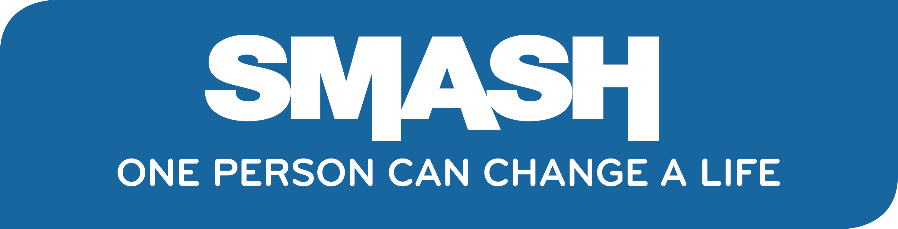 SMASH
ONE PERSON CAN CHANGE A LIFE